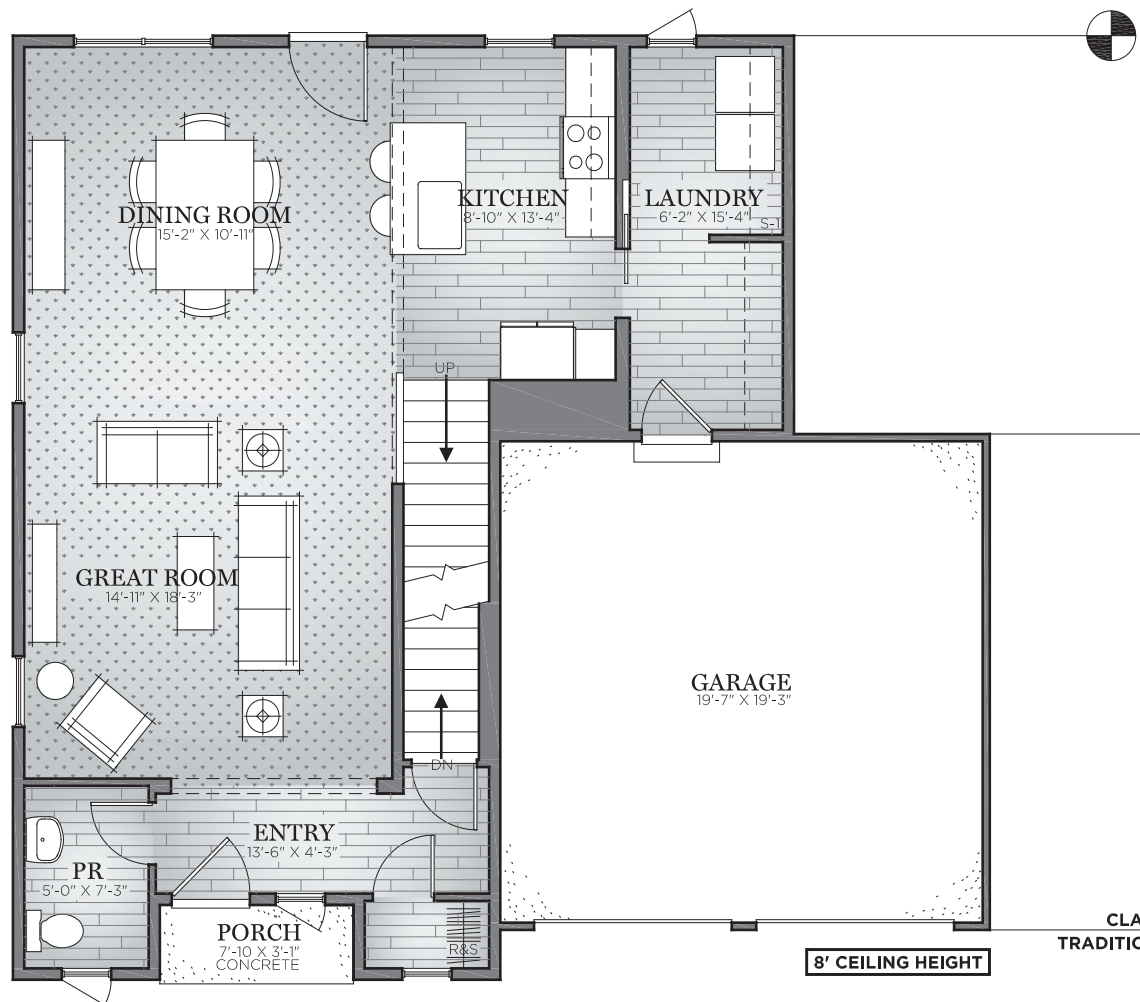 DINING ROOM
15'-2" X 10'-11"
KITCHEN
8'-10" X 13'-4"
LAUNDRY
6'-2" X 15'-4"
S-1
UP
GREAT ROOM
14'-11" X 18'-3"
GARAGE
19'-7" X 19'-3"
DN
ENTRY
13'-6" X 4'-3"
PR
5'-0" X 7'-3"
PORCH
7'-10 X 3'-1"
CONCRETE
R&S
8' CEILING HEIGHT
CLA
TRADITIO